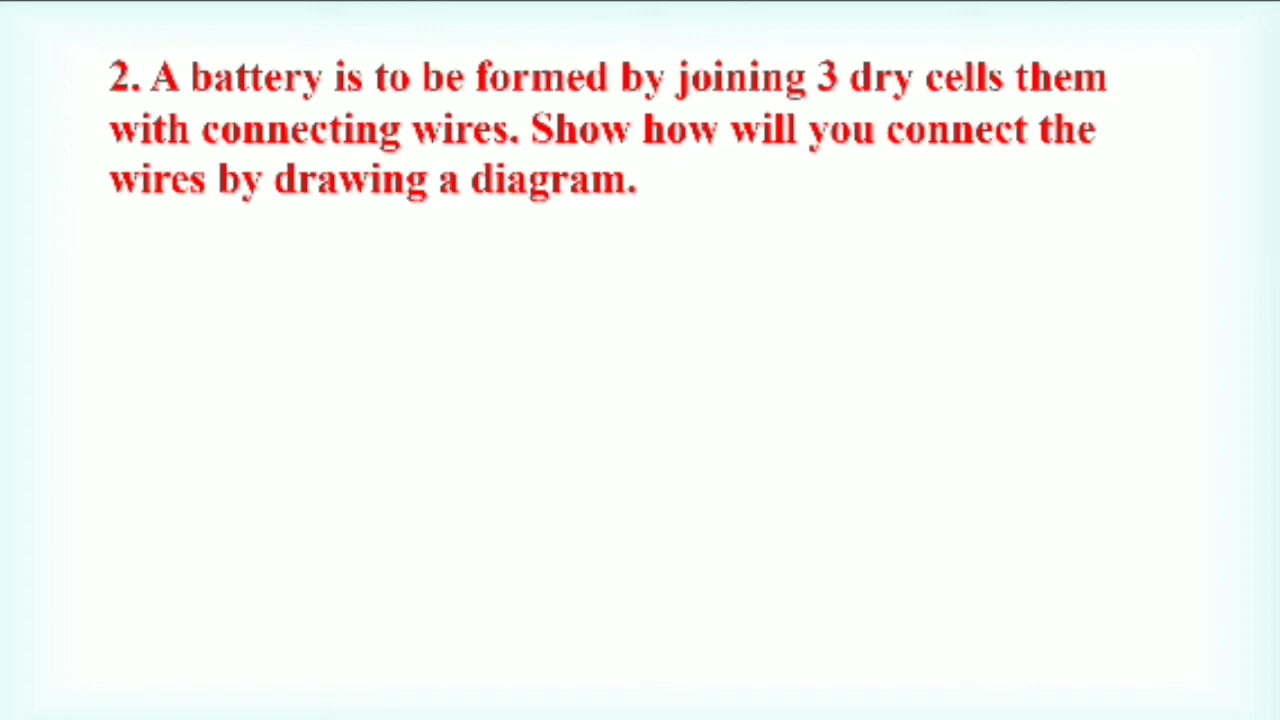 2. A battery is to be formed by joining 3 dry cells them
with connecting wires. Show how will you connect the
wires by drawing a diagram.